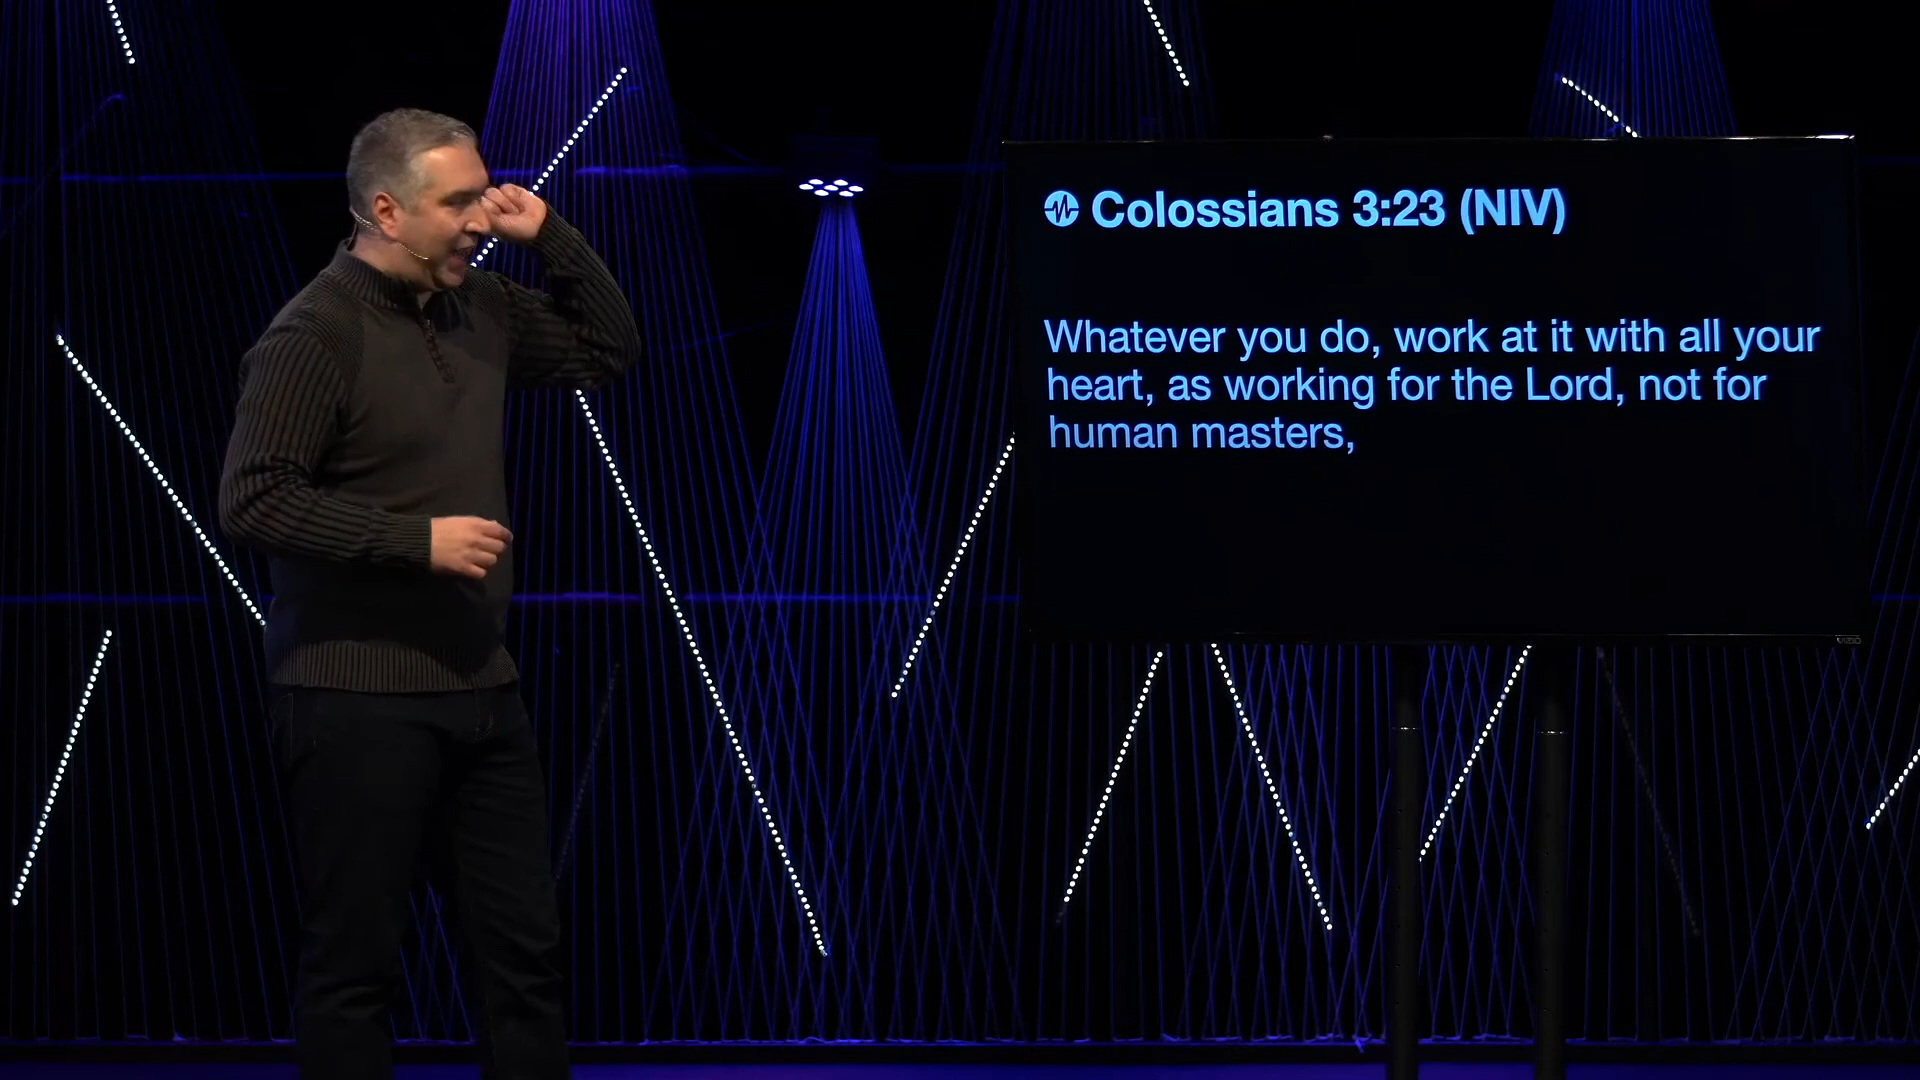 Colossians 3:23 (NIV)
Whatever you do, work at it with all your
heart, as working for the Lord, not for
human masters,
VIZIO